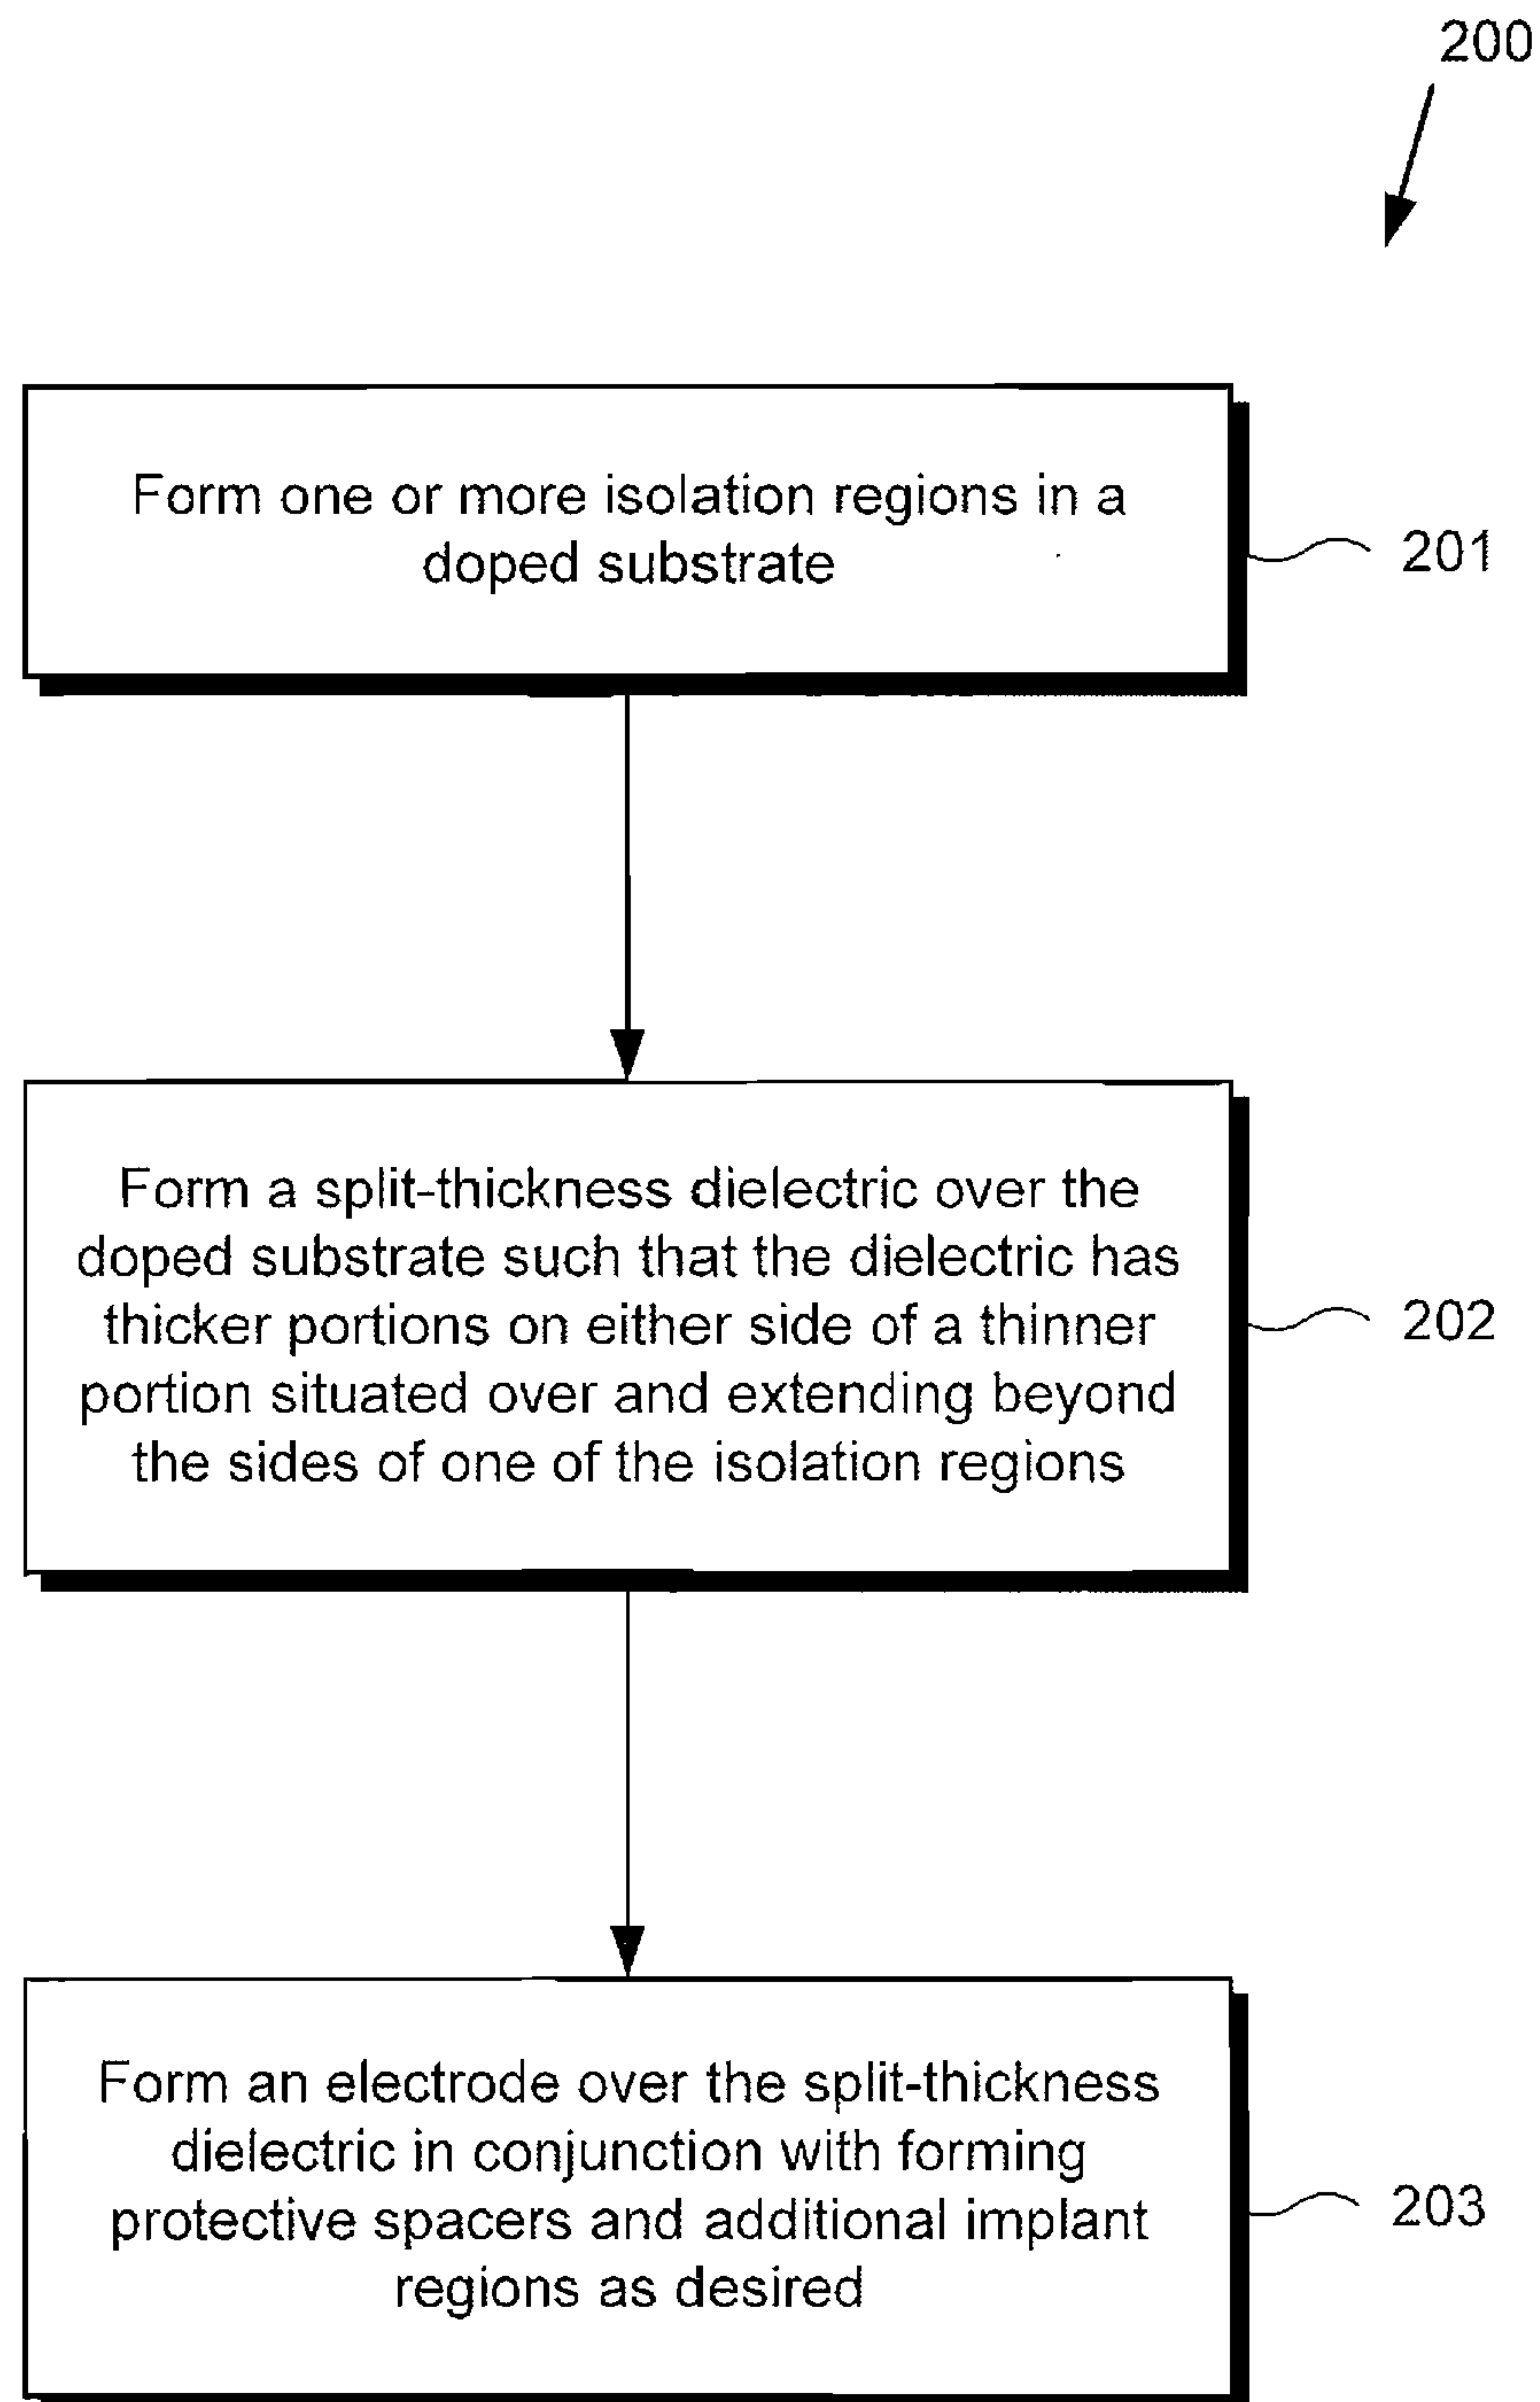 200
Form one or more isolation regions in a
doped substrate
201
Form a split-thickness dielectric over the
doped substrate such that the dielectric has
thicker portions on either side of a thinner
portion situated over and extending beyond
the sides of one of the isolation regions
202
Form an electrode over the split-thickness
dielectric in conjunction with forming
protective spacers and additional implant
regions as desired
203